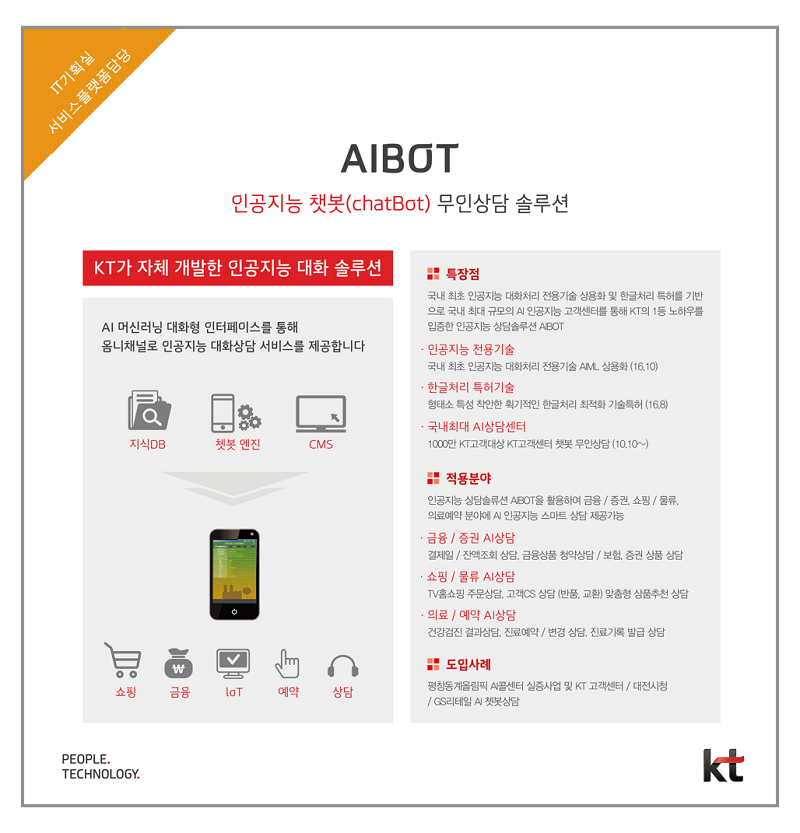 IT기획실
서비스플랫폼담당
AIBOT
인공지능 챗봇(chatBot) 무인상담 솔루션
KT가 자체 개발한 인공지능 대화 솔루션
AI 머신러닝 대화형 인터페이스를 통해
옴니채널로 인공지능 대화상담 서비스를 제공합니다
지식DB
쳇봇 엔진
CMS
쇼핑
금융
IoT
예약
상담
특장점
국내 최초 인공지능 대화처리 전용기술 상용화 및 한글처리 특허를 기반
으로 국내 최대 규모의 AI 인공지능 고객센터를 통해 KT의 1등 노하우를
입증한 인공지능 상담솔루션 AIBOT
· 인공지능 전용기술
국내 최초 인공지능 대화처리 전용기술 AIML 상용화 (16.10)
· 한글처리 특허기술
형태소 특성 착안한 획기적인 한글처리 최적화 기술특허 (16.8)
· 국내최대 AI상담센터
1000만 KT고객대상 KT고객센터 챗봇 무인상담 (10.10~)
적용분야
인공지능 상담솔류션 AIBOT을 활용하여 금융 / 증권, 쇼핑 / 물류,
의료예약 분야에 AI 인공지능 스마트 상담 제공가능
· 금융 / 증권 AI상담
결제일 / 잔액조회 상담, 금융상품 청약상담 / 보험, 증권 상품 상담
· 쇼핑 / 물류 AI상담
TV홈쇼핑 주문상담, 고객CS 상담 (반품, 교환) 맞춤형 상품추천 상담
· 의료 / 예약 AI상담
건강검진 결과상담, 진료예약 / 변경 상담, 진료기록 발급 상담
도입사례
평창동계올림픽 AI콜센터 실증사업 및 KT 고객센터 / 대전시청
/ GS리테일 AI 챗봇상담
PEOPLE.
TECHNOLOGY.
kt